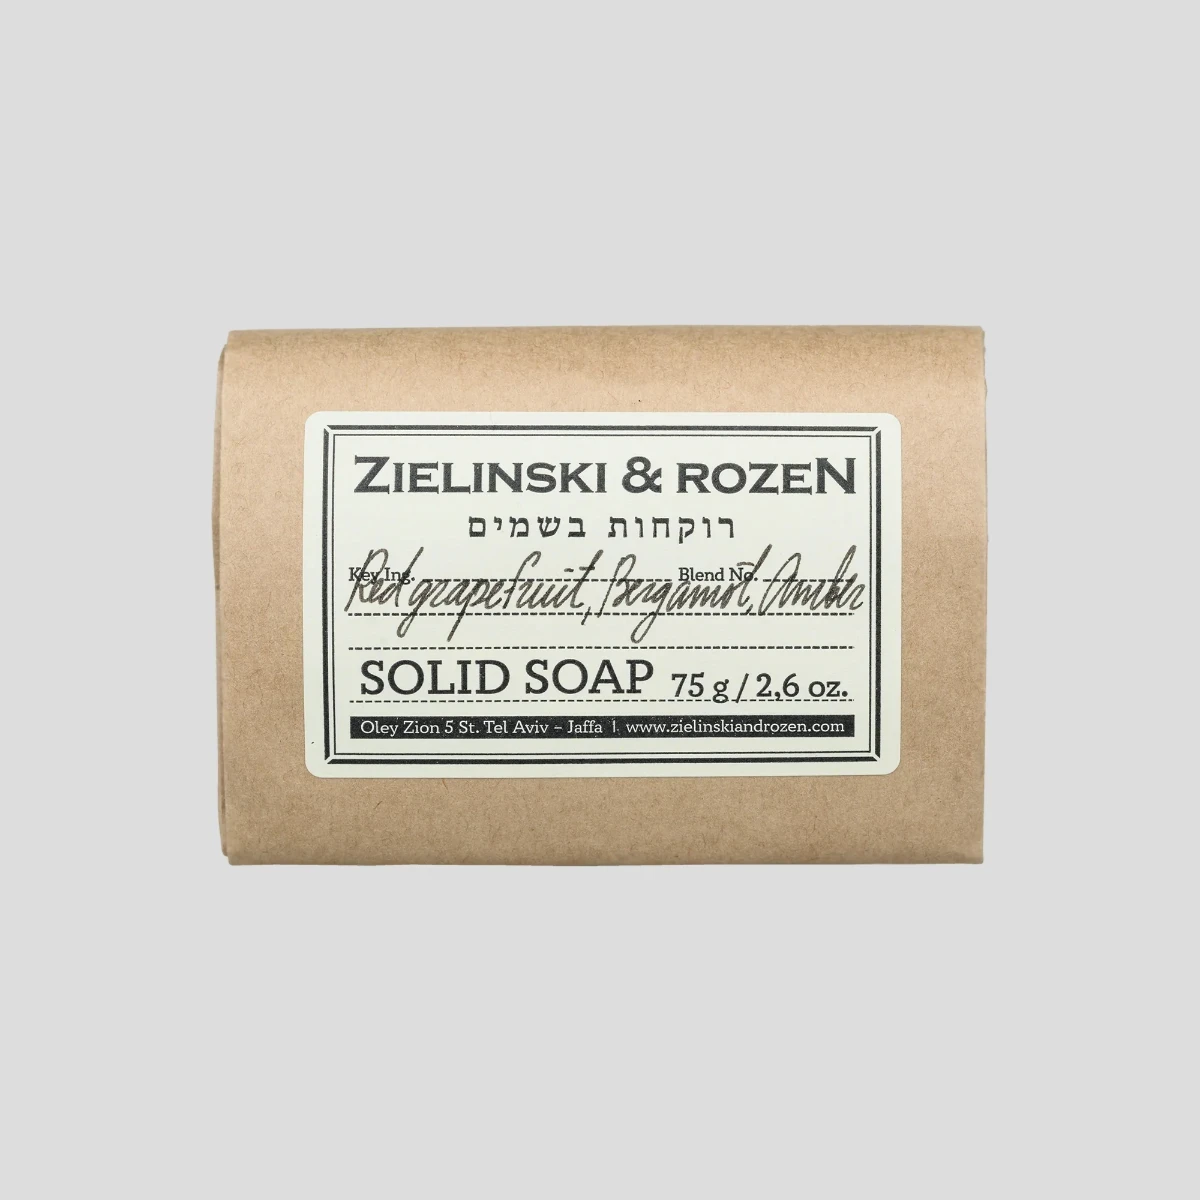 ZIELINSKI & ROZEN
רוקחות בשמים
Key Ing. Blend No.
Red grapefruit, Bergamot, Amber
SOLID SOAP 75 g / 2,6 oz.
Oley Zion 5 St. Tel Aviv – Jaffa | www.zielinskiandrozen.com